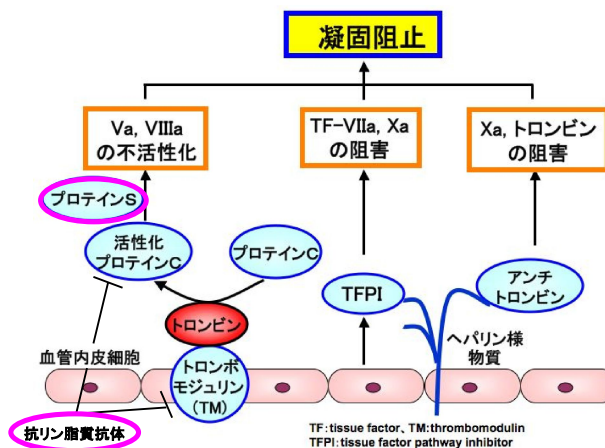 凝固阻止
Va, VIIIa
の不活性化
TF-VIIa, Xa
の阻害
Xa, トロンビン
の阻害
プロテインS
活性化
プロテインC
プロテインC
TFPI
アンチ
トロンビン
トロンビン
ヘパリン様
物質
血管内皮細胞
トロンボ
モジュリン
(TM)
抗リン脂質抗体
TF:tissue factor、TM:thrombomodulin
TFPI:tissue factor pathway inhibitor